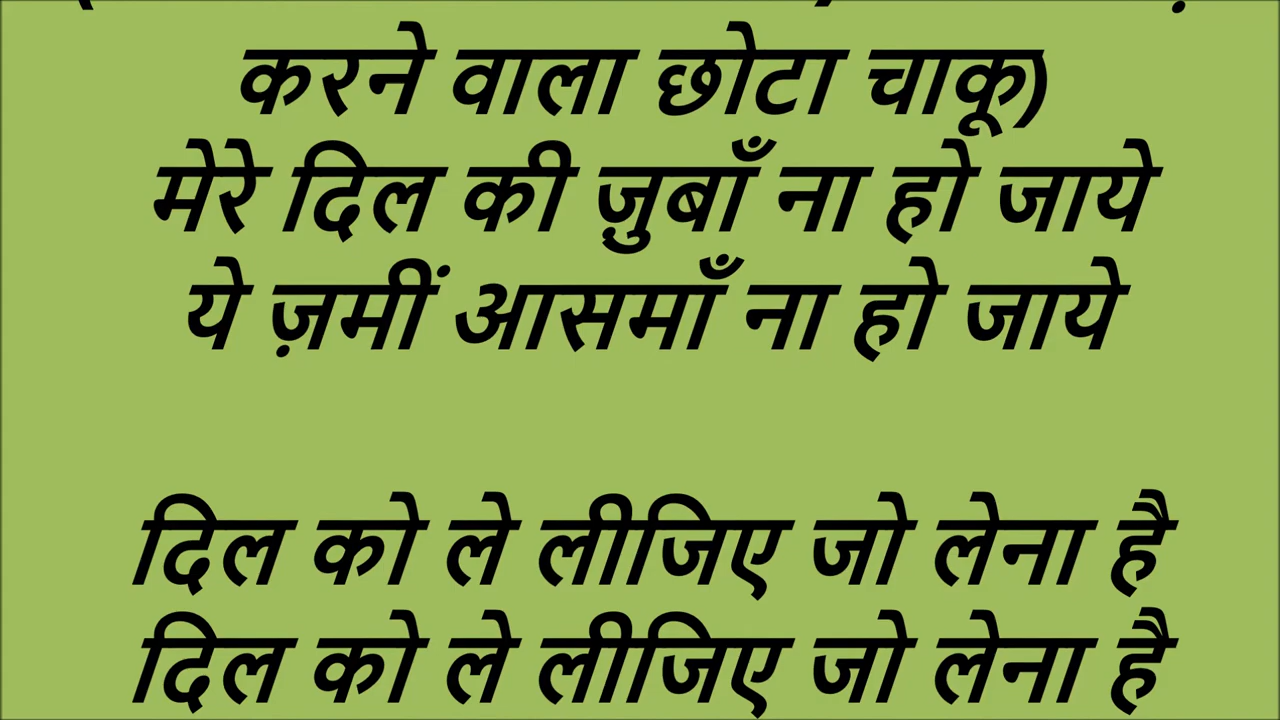 करने वाला छोटा चाकू)
मेरे दिल की ज़ुबाँ ना हो जाये
ये ज़मीं आसमाँ ना हो जाये
दिल को ले लीजिए जो लेना है
दिल को ले लीजिए जो लेना है